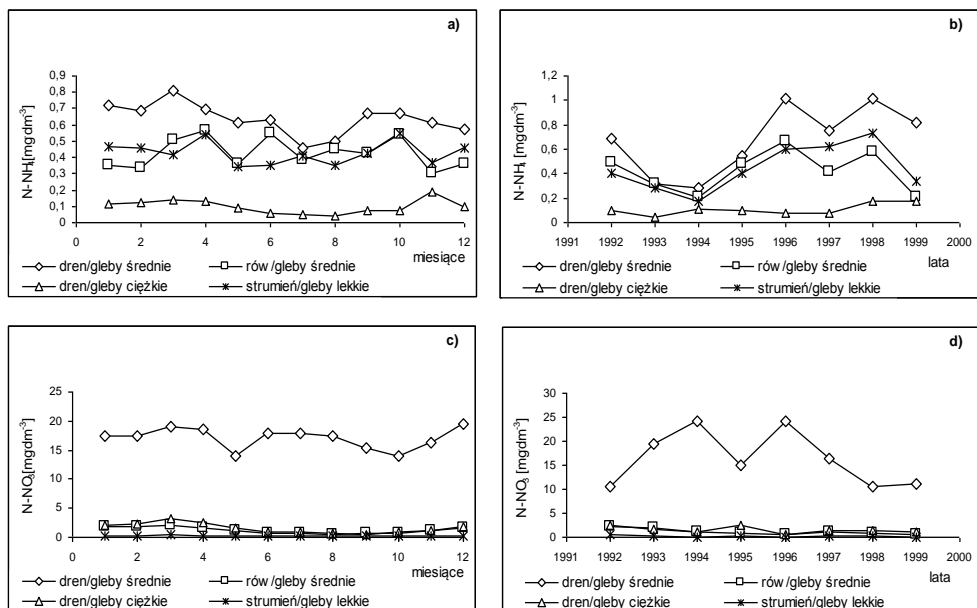 a)
N-NH4[mgdm-3]
0,9
0,8
0,7
0,6
0,5
0,4
0,3
0,2
0,1
0
0 2 4 6 8 10 12
miesiące
dren/gleby średnie rów/gleby średnie
dren/gleby ciężkie strumień/gleby lekkie
b)
N-NH4 [mgdm-3]
1,2
1
0,8
0,6
0,4
0,2
0
1991 1992 1993 1994 1995 1996 1997 1998 1999 2000
lata
dren/gleby średnie rów/gleby średnie
dren/gleby ciężkie strumień/gleby lekkie
c)
N-NO3[mgdm-3]
25
20
15
10
5
0
0 2 4 6 8 10 12
miesiące
dren/gleby średnie rów/gleby średnie
dren/gleby ciężkie strumień/gleby lekkie
d)
N-NO3 [mgdm-3]
30
25
20
15
10
5
0
1991 1992 1993 1994 1995 1996 1997 1998 1999 2000
lata
dren/gleby średnie rów/gleby średnie
dren/gleby ciężkie strumień/gleby lekkie